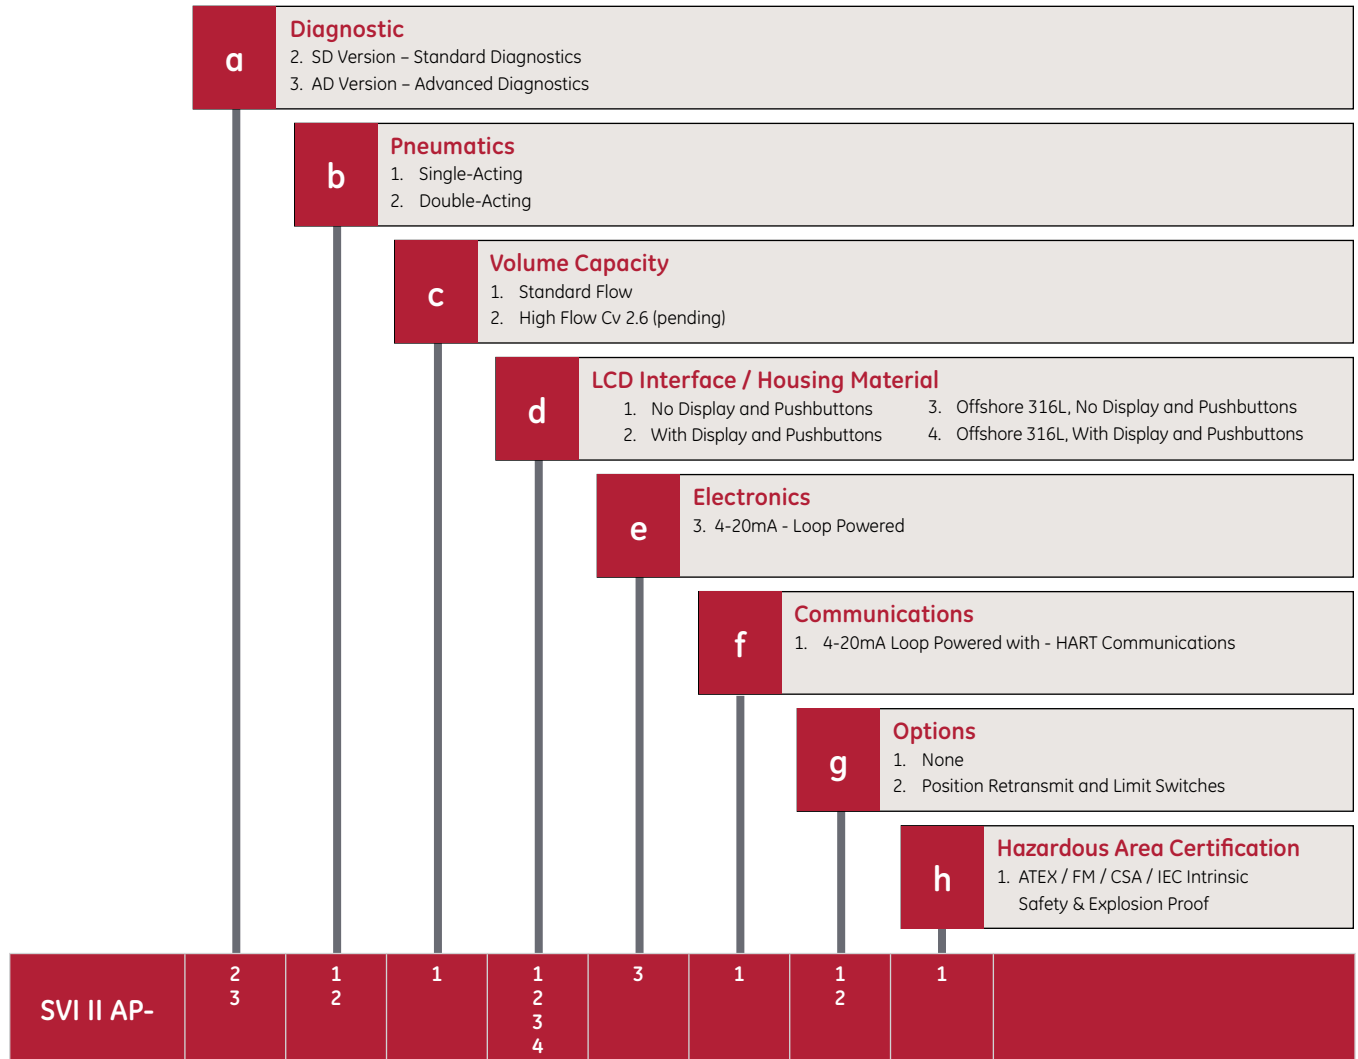 a
Diagnostic
2. SD Version – Standard Diagnostics
3. AD Version – Advanced Diagnostics
b
Pneumatics
1. Single-Acting
2. Double-Acting
c
Volume Capacity
1. Standard Flow
2. High Flow Cv 2.6 (pending)
d
LCD Interface / Housing Material
1. No Display and Pushbuttons
2. With Display and Pushbuttons
3. Offshore 316L, No Display and Pushbuttons
4. Offshore 316L, With Display and Pushbuttons
e
Electronics
3. 4-20mA - Loop Powered
f
Communications
1. 4-20mA Loop Powered with - HART Communications
g
Options
1. None
2. Position Retransmit and Limit Switches
h
Hazardous Area Certification
1. ATEX / FM / CSA / IEC Intrinsic
Safety & Explosion Proof
SVI II AP-
2
3
1
2
1
1
2
3
4
3
1
1
2
1